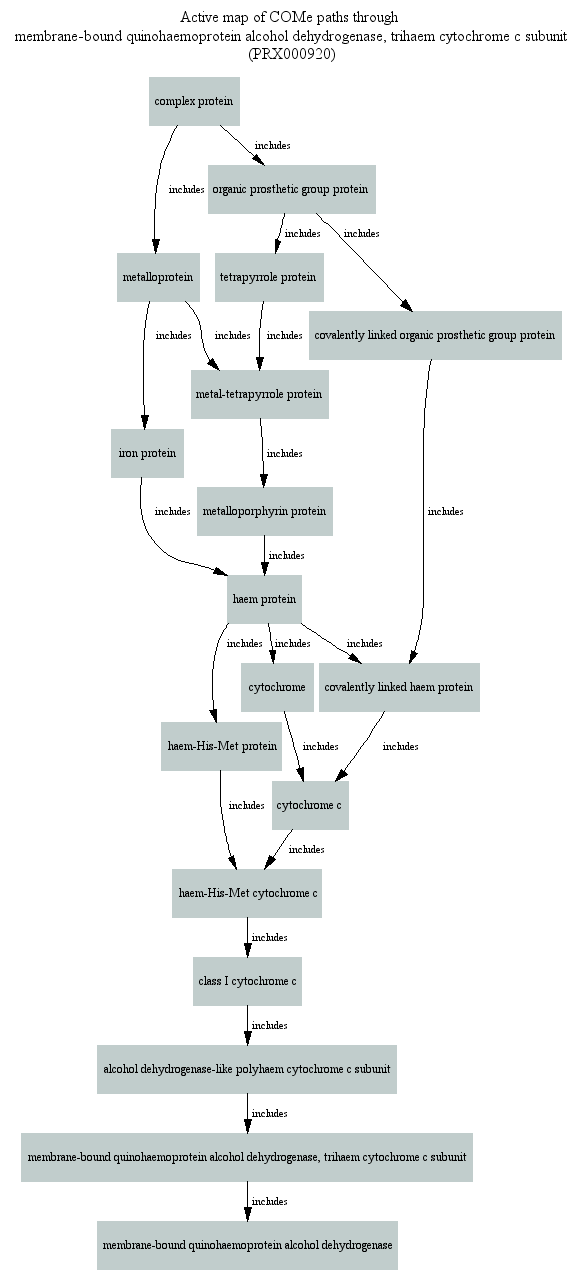 Active map of COMe paths through
membrane-bound quinohaemoprotein alcohol dehydrogenase, trihaem cytochrome c subunit
(PRX000920)
complex protein
includes
organic prosthetic group protein
includes
includes
includes
metalloprotein
tetrapyrrole protein
covalently linked organic prosthetic group protein
includes
includes
includes
metal-tetrapyrrole protein
iron protein
includes
metalloporphyrin protein
includes
includes
includes
haem protein
includes
includes
includes
cytochrome
covalently linked haem protein
haem-His-Met protein
includes
includes
includes
cytochrome c
includes
haem-His-Met cytochrome c
includes
class I cytochrome c
includes
alcohol dehydrogenase-like polyhaem cytochrome c subunit
includes
membrane-bound quinohaemoprotein alcohol dehydrogenase, trihaem cytochrome c subunit
includes
membrane-bound quinohaemoprotein alcohol dehydrogenase